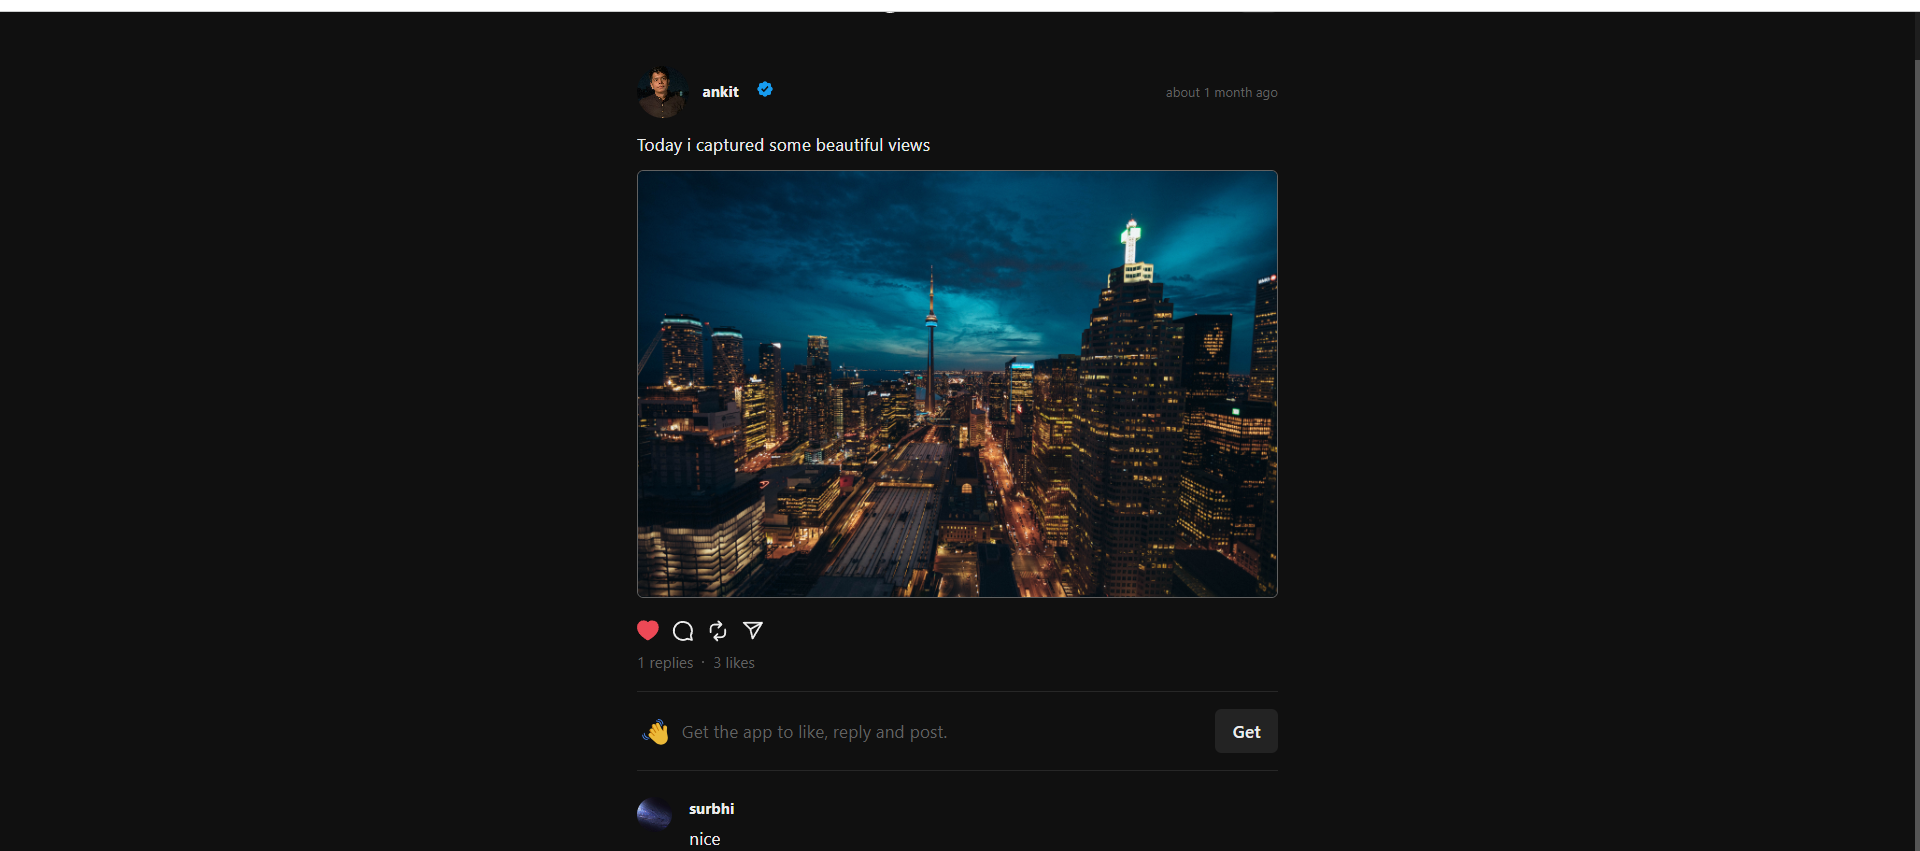 ankit
about 1 month ago
Today i captured some beautiful views
1 replies · 3 likes
Get the app to like, reply and post.
Get
surbhi
nice